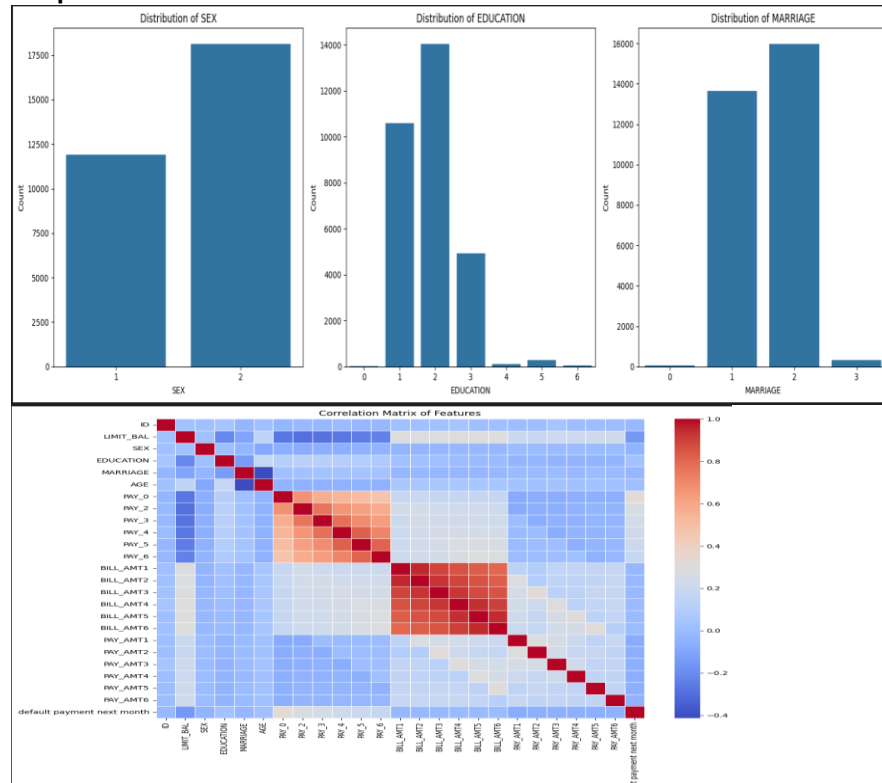 Distribution of SEX
17500
15000
12500
10000
7500
5000
2500
0
Count
1 2
SEX
Distribution of EDUCATION
14000
12000
10000
8000
6000
4000
2000
0
Count
0 1 2 3 4 5 6
EDUCATION
Distribution of MARRIAGE
16000
14000
12000
10000
8000
6000
4000
2000
0
Count
0 1 2 3
MARRIAGE
Correlation Matrix of Features
ID
LIMIT_BAL
SEX
EDUCATION
MARRIAGE
AGE
PAY_0
PAY_2
PAY_3
PAY_4
PAY_5
PAY_6
BILL_AMT1
BILL_AMT2
BILL_AMT3
BILL_AMT4
BILL_AMT5
BILL_AMT6
PAY_AMT1
PAY_AMT2
PAY_AMT3
PAY_AMT4
PAY_AMT5
PAY_AMT6
default payment next month
ID
LIMIT_BAL
SEX
EDUCATION
MARRIAGE
AGE
PAY_0
PAY_2
PAY_3
PAY_4
PAY_5
PAY_6
BILL_AMT1
BILL_AMT2
BILL_AMT3
BILL_AMT4
BILL_AMT5
BILL_AMT6
PAY_AMT1
PAY_AMT2
PAY_AMT3
PAY_AMT4
PAY_AMT5
PAY_AMT6
payment next month
1.0
0.8
0.6
0.4
0.2
0.0
-0.2
-0.4